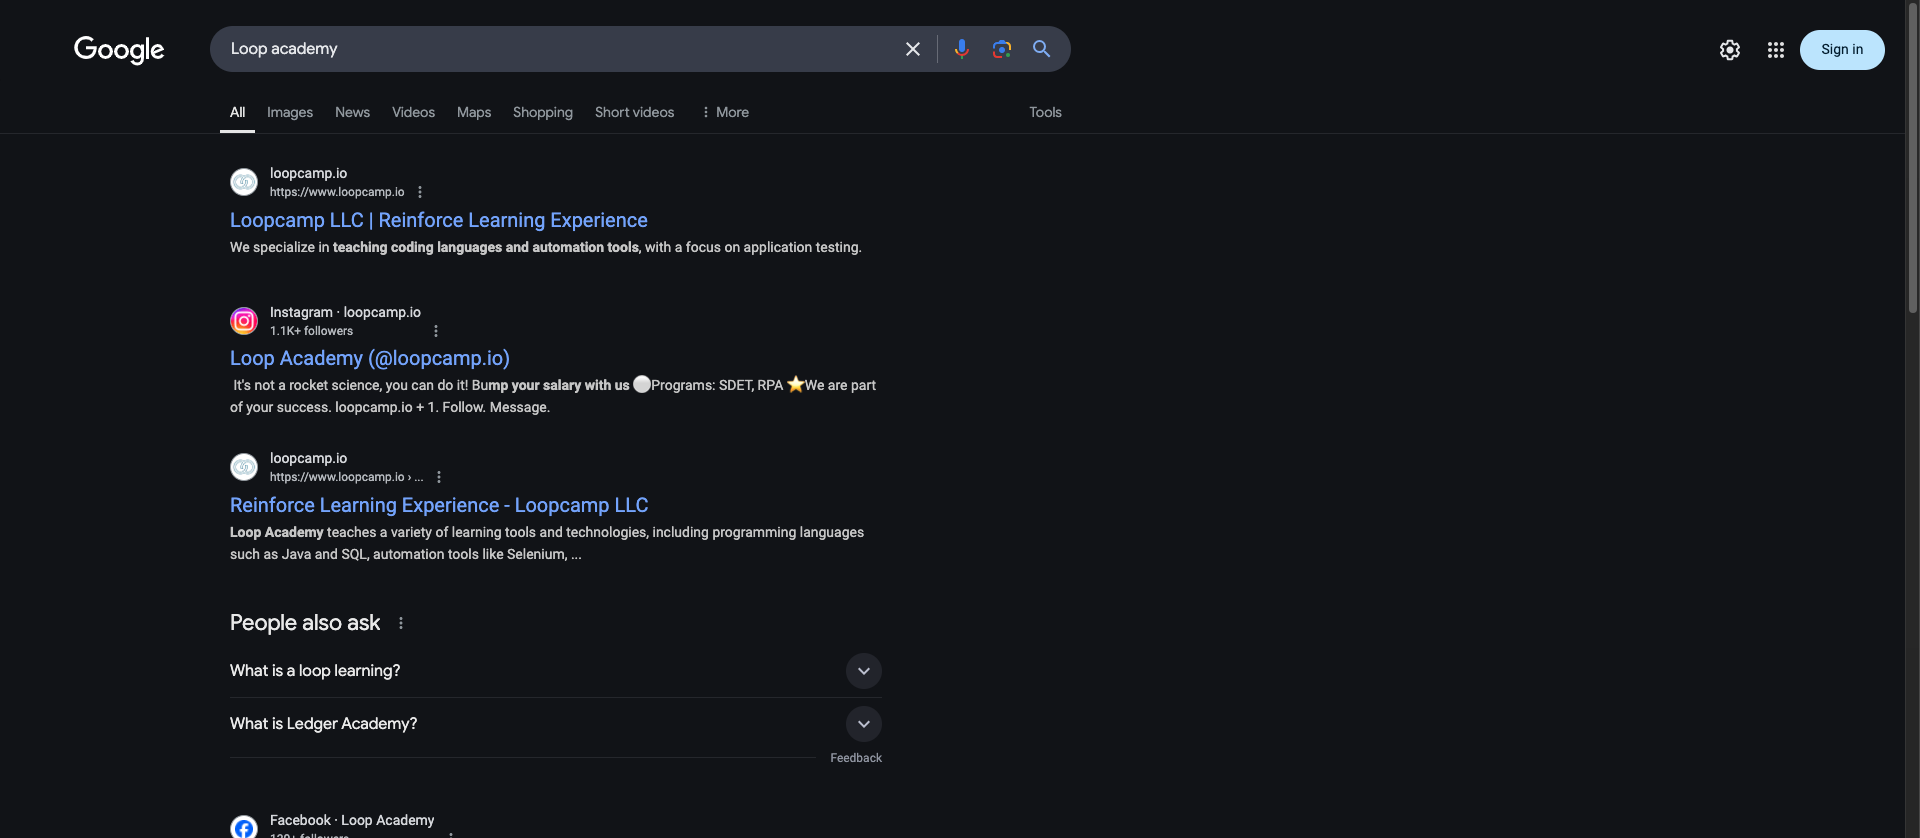 Google
Loop academy
Sign in
All Images News Videos Maps Shopping Short videos More Tools
loopcamp.io
https://www.loopcamp.io
Loopcamp LLC | Reinforce Learning Experience
We specialize in teaching coding languages and automation tools, with a focus on application testing.
Instagram · loopcamp.io
1.1K+ followers
Loop Academy (@loopcamp.io)
It's not a rocket science, you can do it! Bump your salary with us ⚪Programs: SDET, RPA ⭐We are part
of your success. loopcamp.io + 1. Follow. Message.
loopcamp.io
https://www.loopcamp.io › ...
Reinforce Learning Experience - Loopcamp LLC
Loop Academy teaches a variety of learning tools and technologies, including programming languages
such as Java and SQL, automation tools like Selenium, ...
People also ask
What is a loop learning?
What is Ledger Academy?
Feedback
Facebook · Loop Academy